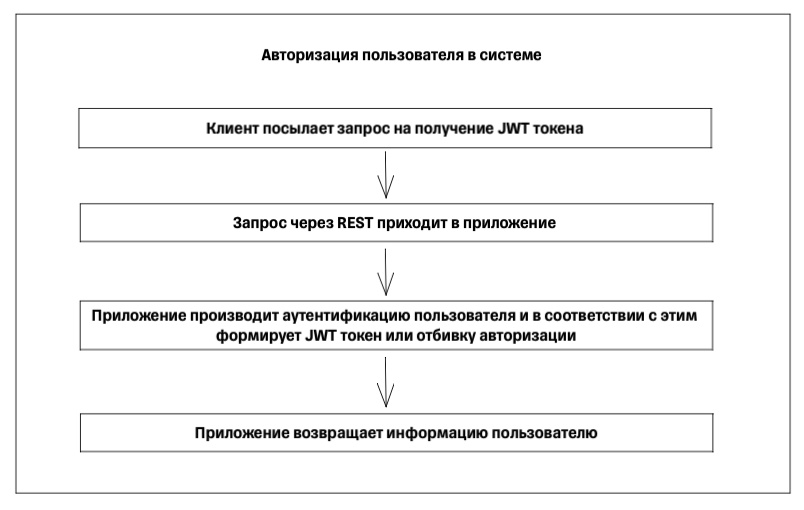 Авторизация пользователя в системе
Клиент посылает запрос на получение JWT токена
Запрос через REST приходит в приложение
Приложение производит аутентификацию пользователя и в соответствии с этим
формирует JWT токен или отбивку авторизации
Приложение возвращает информацию пользователю